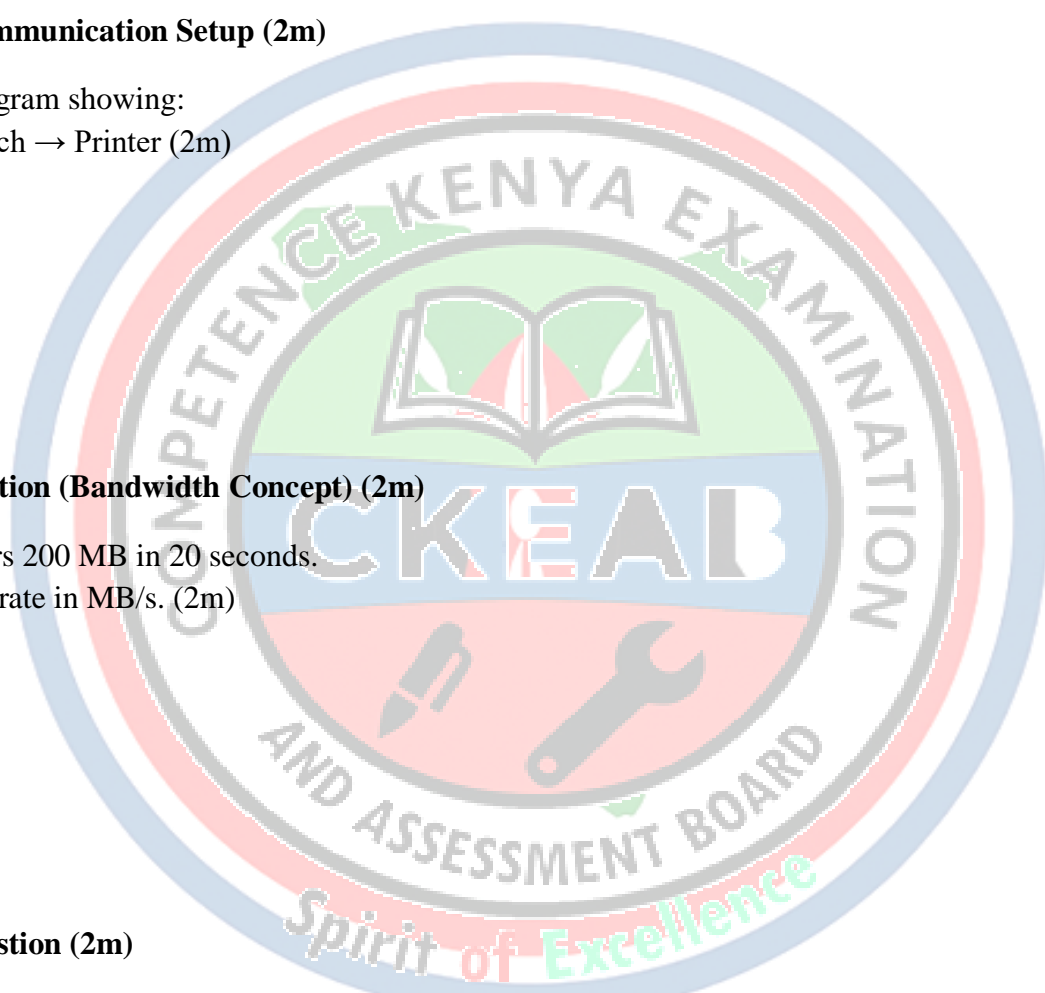 mmunication Setup (2m)
gram showing:
ch → Printer (2m)
COMPETENCE KENYA EXAMINATION
CKEAB
tion (Bandwidth Concept) (2m)
rs 200 MB in 20 seconds.
rate in MB/s. (2m)
AND ASSESSMENT BOARD
Spirit of Excellence
stion (2m)